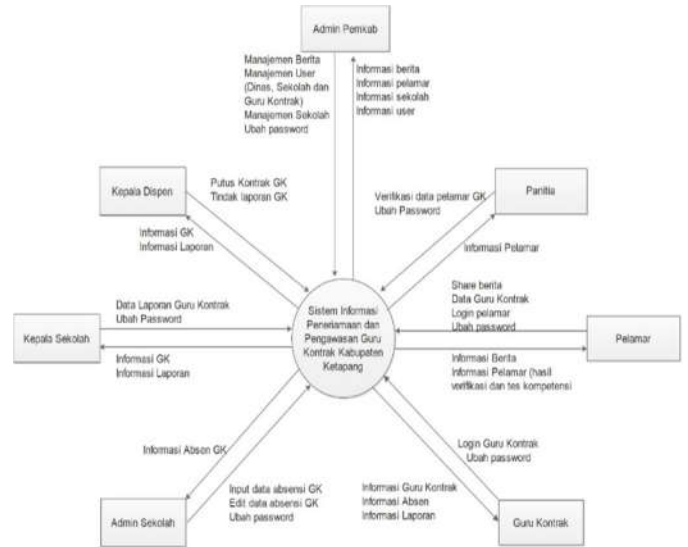 Admin Pemkab
Manajemen Berita
Manajemen User
(Dinas, Sekolah dan
Guru Kontrak)
Manajemen Sekolah
Ubah password
Informasi berita
Informasi pelamar
Informasi sekolah
Informasi user
Kepala Dispen
Putus Kontrak GK
Tindak laporan GK
Informasi GK
Informasi Laporan
Verifikasi data pelamar GK
Ubah Password
Panitia
Informasi Pelamar
Kepala Sekolah
Data Laporan Guru Kontrak
Ubah Password
Informasi GK
Informasi Laporan
Sistem Informasi
Peneriamaan dan
Pengawasan Guru
Kontrak Kabupaten
Ketapang
Share berita
Data Guru Kontrak
Login pelamar
Ubah password
Pelamar
Informasi Berita
Informasi Pelamar (hasil
verifikasi dan tes kompetensi
Informasi Absen GK
Admin Sekolah
Input data absensi GK
Edit data absensi GK
Ubah password
Login Guru Kontrak
Ubah password
Informasi Guru Kontrak
Informasi Absen
Informasi Laporan
Guru Kontrak